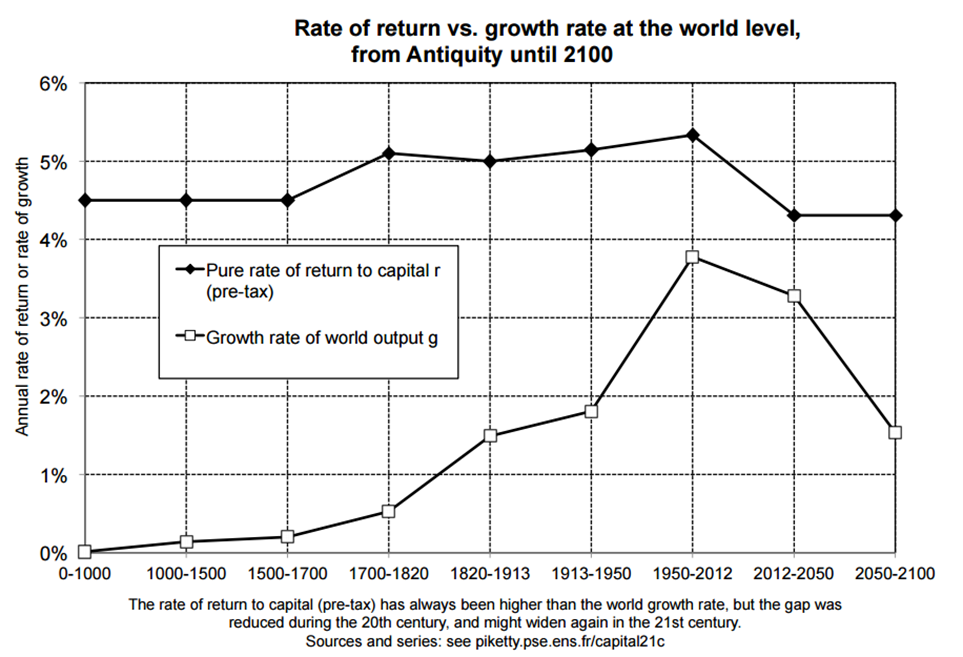 Rate of return vs. growth rate at the world level,
from Antiquity until 2100
Annual rate of return or rate of growth
6%
5%
4%
3%
2%
1%
0%
Pure rate of return to capital r
(pre-tax)
Growth rate of world output g
0-1000 1000-1500 1500-1700 1700-1820 1820-1913 1913-1950 1950-2012 2012-2050 2050-2100
The rate of return to capital (pre-tax) has always been higher than the world growth rate, but the gap was
reduced during the 20th century, and might widen again in the 21st century.
Sources and series: see piketty.pse.ens.fr/capital21c